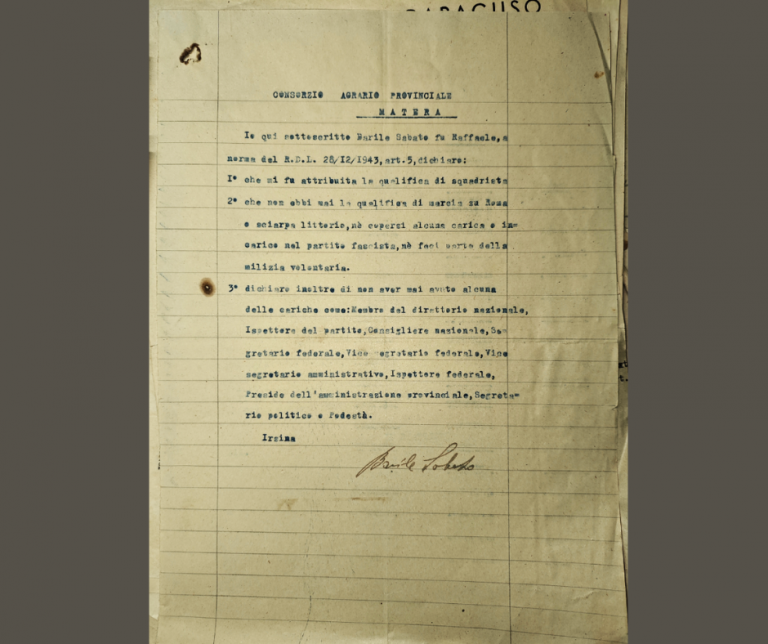 CONSORZIO AGRARIO PROVINCIALE
MATERA
Io qui sottoscritto Barile Sabato fu Raffaele, a
norma del R.D.L. 28/12/1943, art.5, dichiaro:
1° che mi fu attribuita la qualifica di squadrista
2° che non ebbi mai la qualifica di marcia su Roma
e sciarpa littorio, nè copersi alcuna carica e in=
carico nel partito fascista, nè feci parte della
milizia volontaria.
3° dichiaro inoltre di non aver mai avuto alcuna
delle cariche come: Membro del direttorio nazionale,
Ispettore del partito, Consigliere nazionale, Se=
gretario federale, Vice segretario federale, Vice
segretario amministrativo, Ispettore federale,
Preside dell'amministrazione provinciale, Segreta=
rio politico e Podestà.
Irsina
Barile Sabato